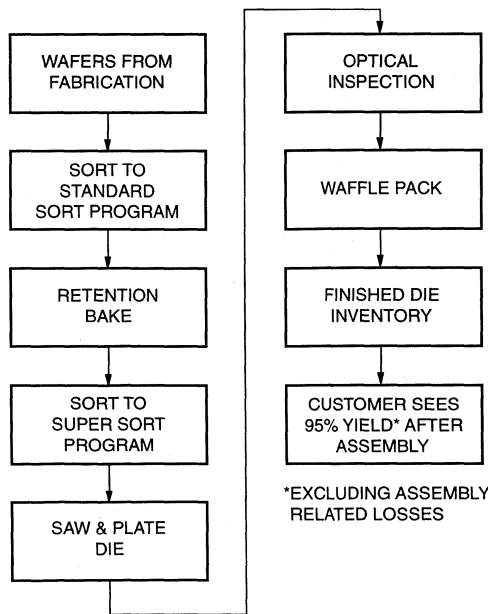 WAFERS FROM
FABRICATION
SORT TO
STANDARD
SORT PROGRAM
RETENTION
BAKE
SORT TO
SUPER SORT
PROGRAM
SAW & PLATE
DIE
OPTICAL
INSPECTION
WAFFLE PACK
FINISHED DIE
INVENTORY
CUSTOMER SEES
95% YIELD* AFTER
ASSEMBLY
*EXCLUDING ASSEMBLY
RELATED LOSSES